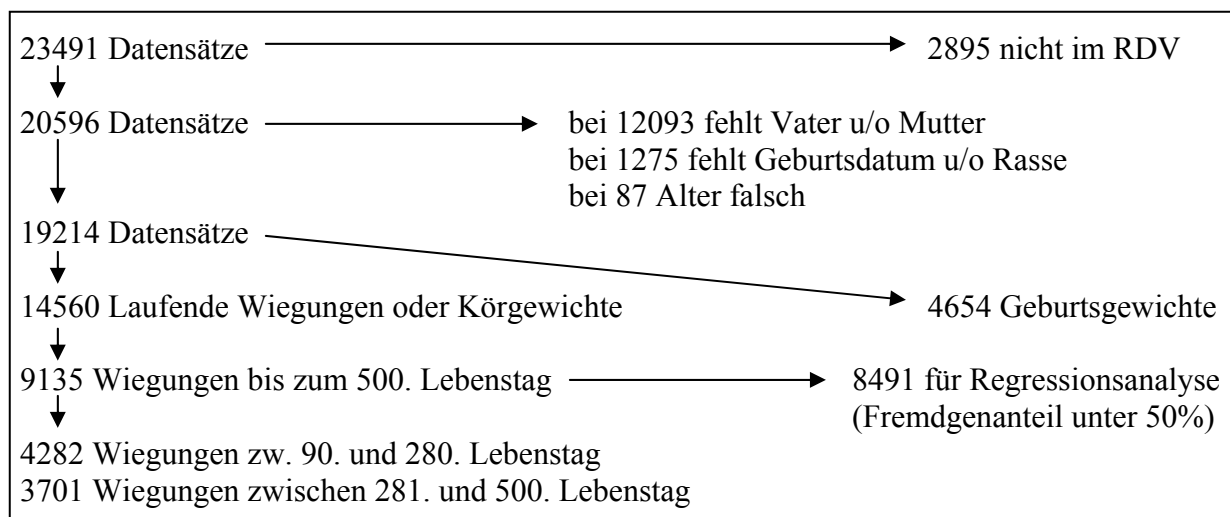 23491 Datensätze 2895 nicht im RDV
20596 Datensätze bei 12093 fehlt Vater u/o Mutter
bei 1275 fehlt Geburtsdatum u/o Rasse
bei 87 Alter falsch
19214 Datensätze
14560 Laufende Wiegungen oder Körgewichte 4654 Geburtsgewichte
9135 Wiegungen bis zum 500. Lebenstag 8491 für Regressionsanalyse
(Fremdgenanteil unter 50%)
4282 Wiegungen zw. 90. und 280. Lebenstag
3701 Wiegungen zwischen 281. und 500. Lebenstag